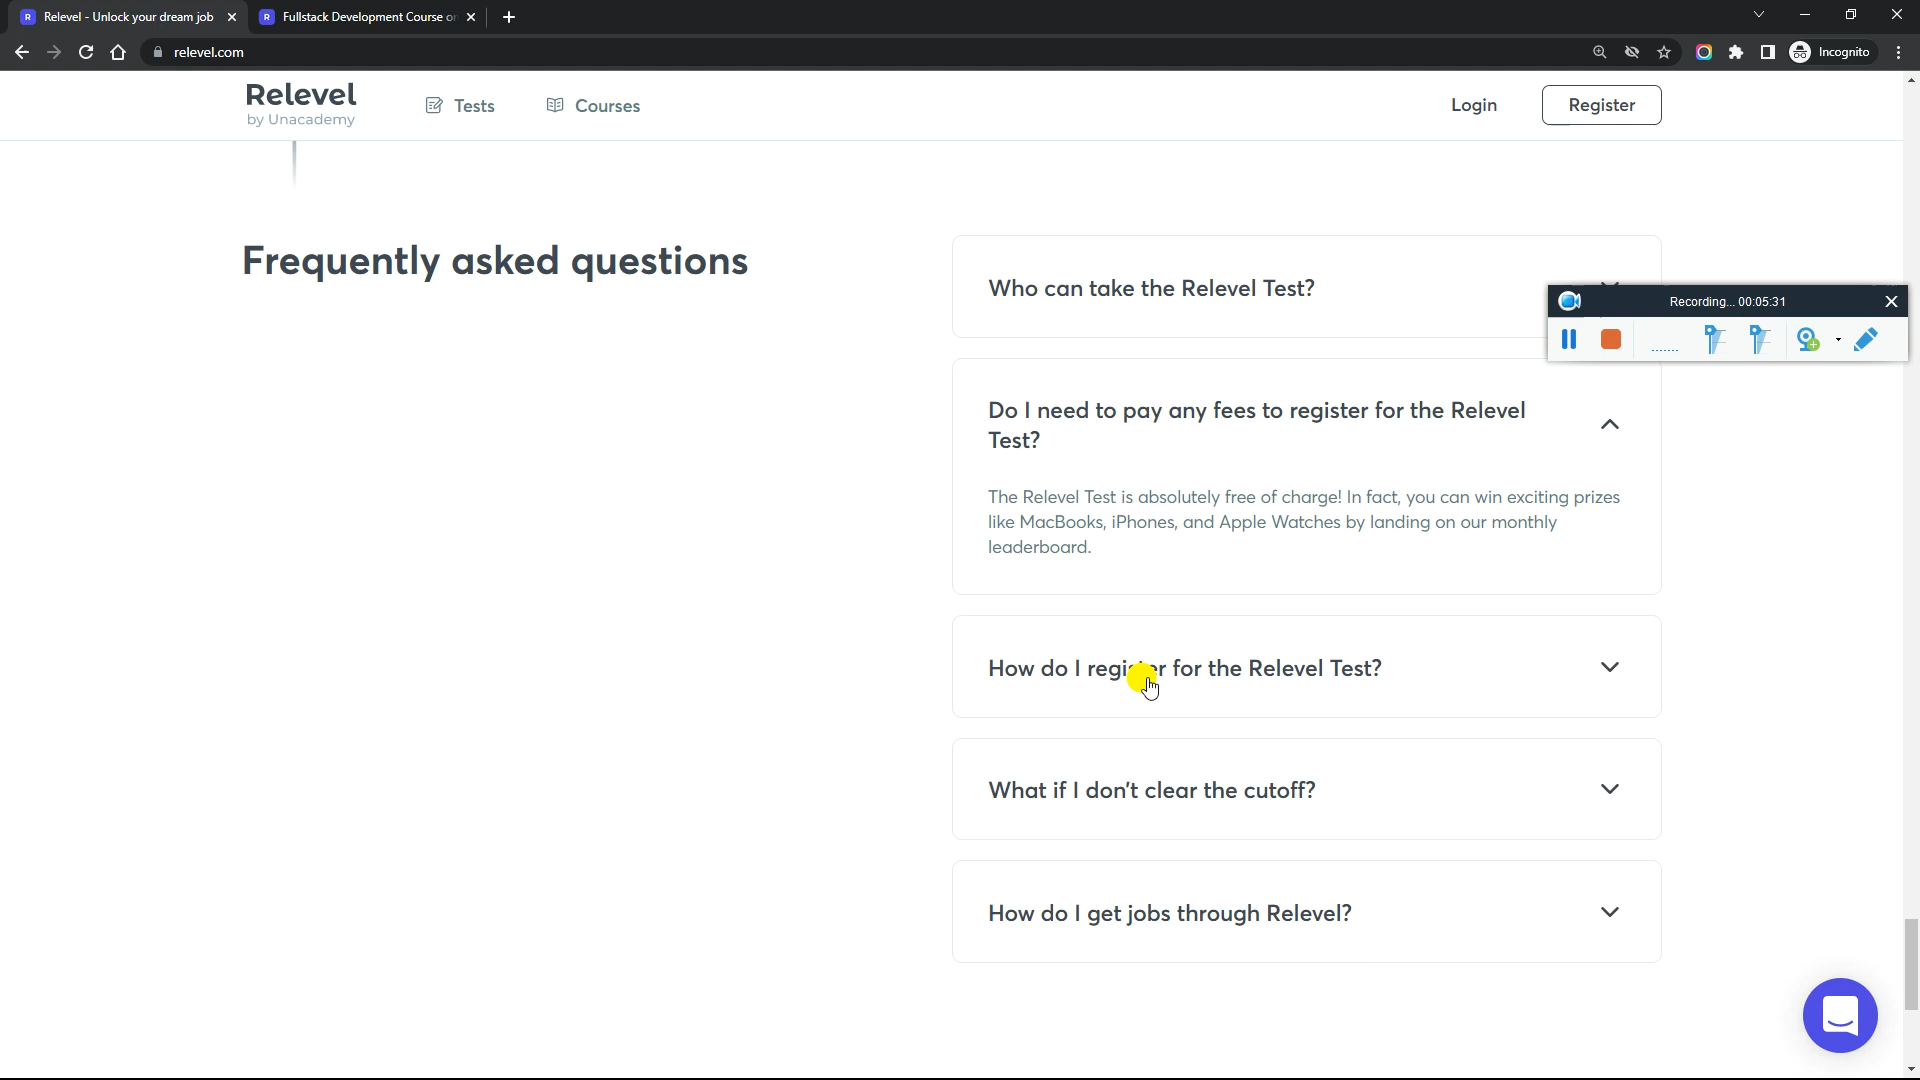 Relevel - Unlock your dream job
Fullstack Development Course or
relevel.com
Incognito
Relevel
by Unacademy
Tests
Courses
Login
Register
Frequently asked questions
Who can take the Relevel Test?
Recording... 00:05:31
Do I need to pay any fees to register for the Relevel
Test?
The Relevel Test is absolutely free of charge! In fact, you can win exciting prizes
like MacBooks, iPhones, and Apple Watches by landing on our monthly
leaderboard.
How do I register for the Relevel Test?
What if I don't clear the cutoff?
How do I get jobs through Relevel?